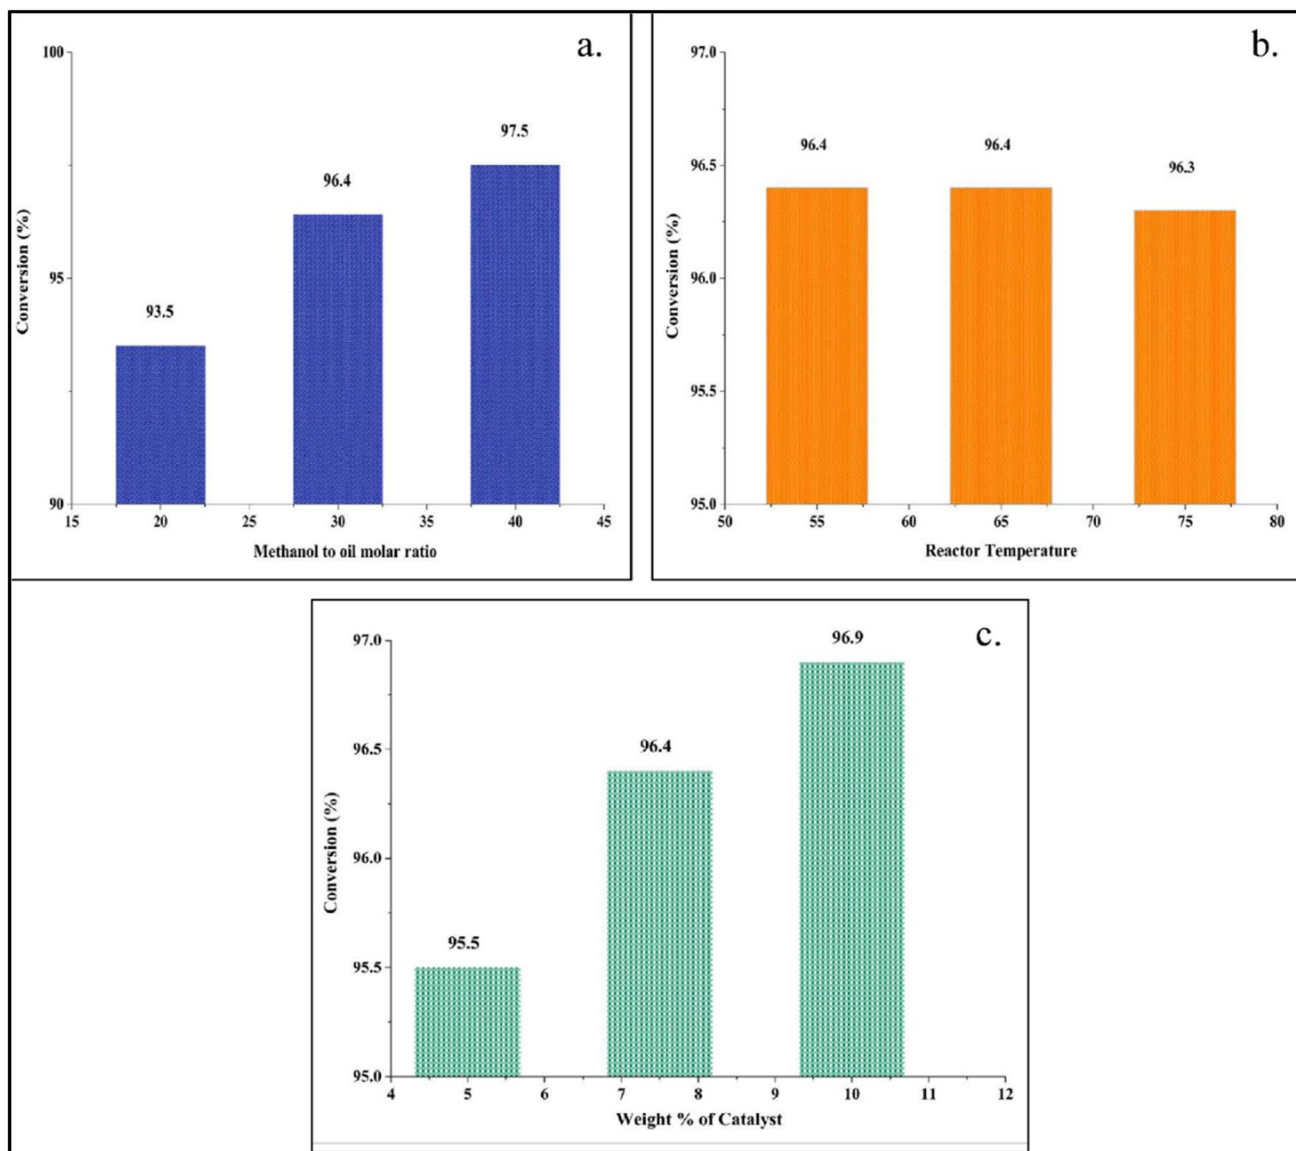 a.
100
95
90
Conversion (%)
93.5
96.4
97.5
15 20 25 30 35 40 45
Methanol to oil molar ratio
b.
97.0
96.5
96.0
95.5
95.0
Conversion (%)
96.4
96.4
96.3
50 55 60 65 70 75 80
Reactor Temperature
c.
97.0
96.5
96.0
95.5
95.0
Conversion (%)
95.5
96.4
96.9
4 5 6 7 8 9 10 11 12
Weight % of Catalyst